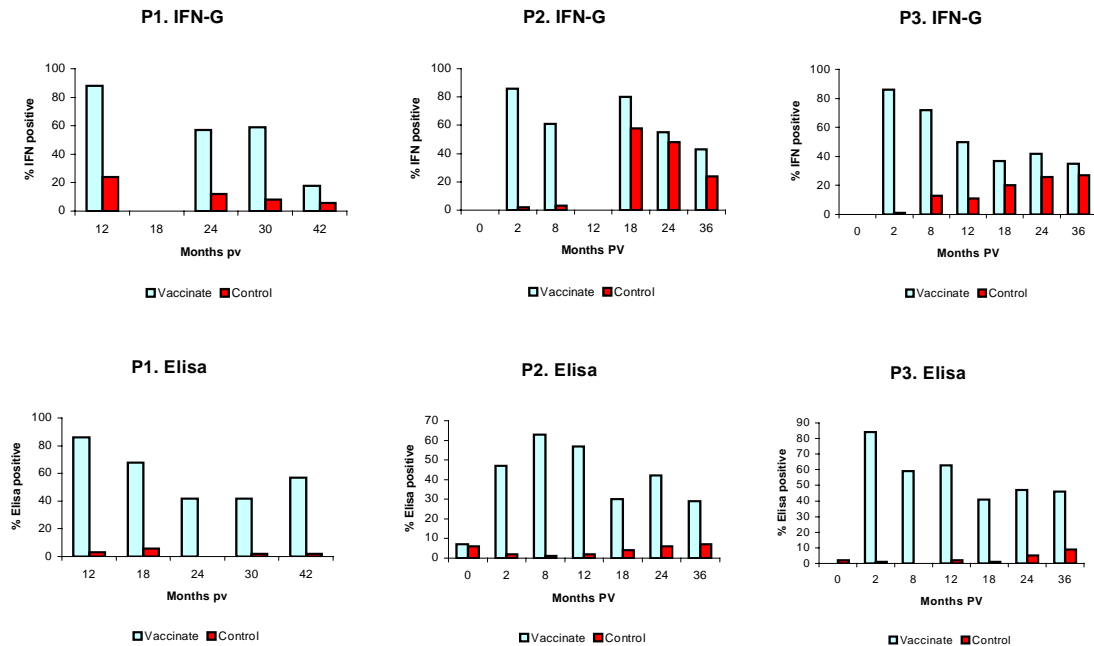 P1. IFN-G
% IFN positive
100
80
60
40
20
0
12 18 24 30 42
Months pv
Vaccinate Control
P2. IFN-G
% IFN positive
100
80
60
40
20
0
0 2 8 12 18 24 36
Months PV
Vaccinate Control
P3. IFN-G
% IFN positive
100
80
60
40
20
0
0 2 8 12 18 24 36
Months PV
Vaccinate Control
P1. Elisa
% Elisa positive
100
80
60
40
20
0
12 18 24 30 42
Months pv
Vaccinate Control
P2. Elisa
% Elisa positive
70
60
50
40
30
20
10
0
0 2 8 12 18 24 36
Months PV
Vaccinate Control
P3. Elisa
% Elisa positive
90
80
70
60
50
40
30
20
10
0
0 2 8 12 18 24 36
Months PV
Vaccinate Control